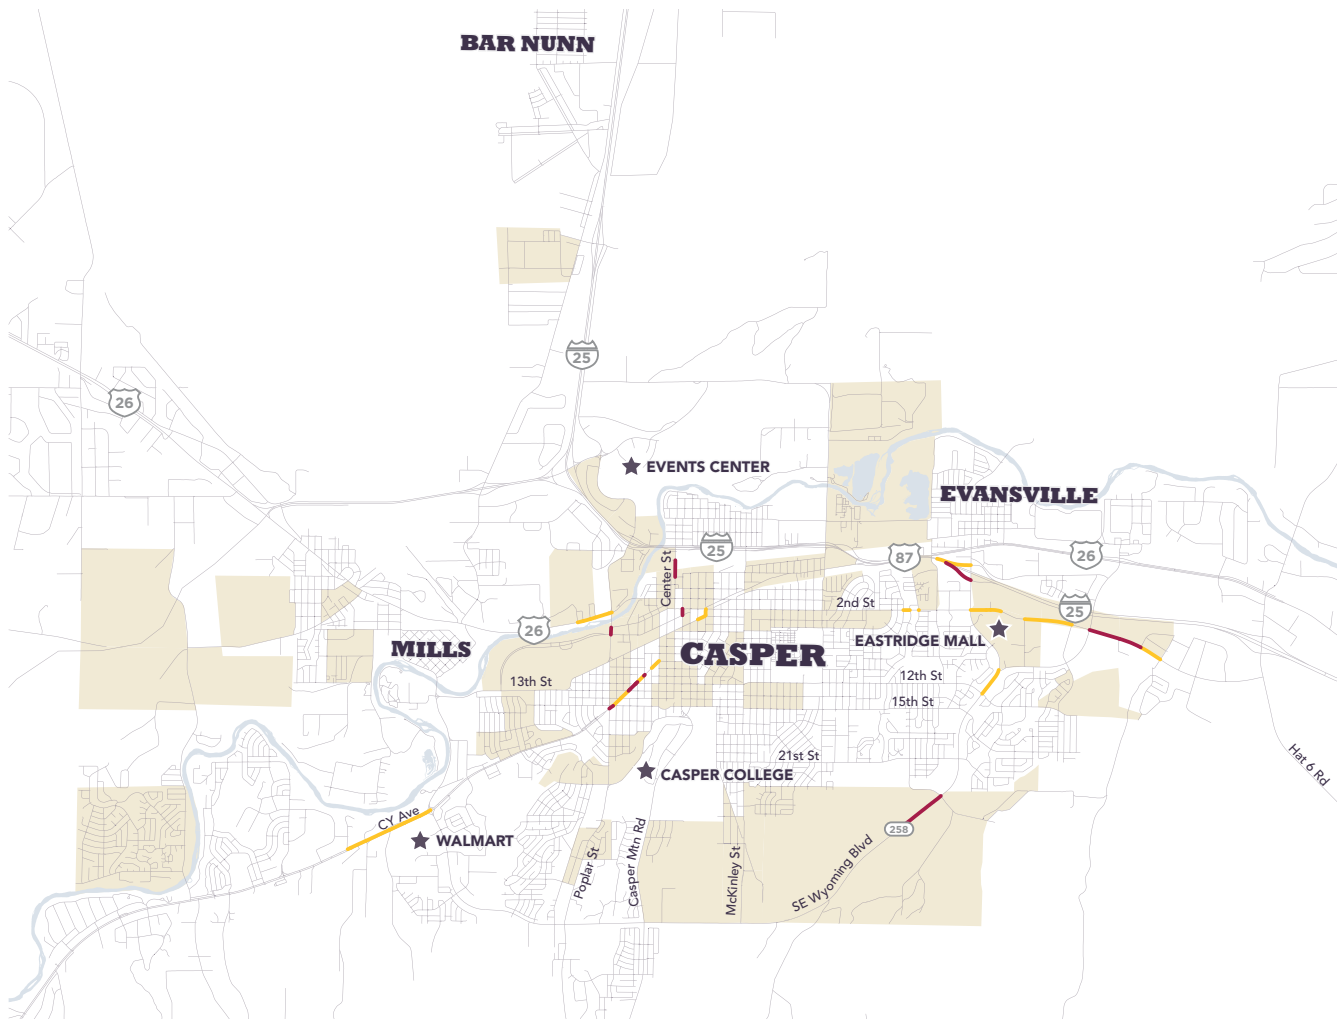 BAR NUNN
25
26
EVENTS CENTER
EVANSVILLE
25
87
26
Center St
2nd St
25
26
EASTRIDGE MALL
MILLS
CASPER
12th St
13th St
15th St
21st St
CASPER COLLEGE
Hat 6 Rd
CY Ave
258
WALMART
Poplar St
Casper Mtn Rd
McKinley St
SE Wyoming Blvd